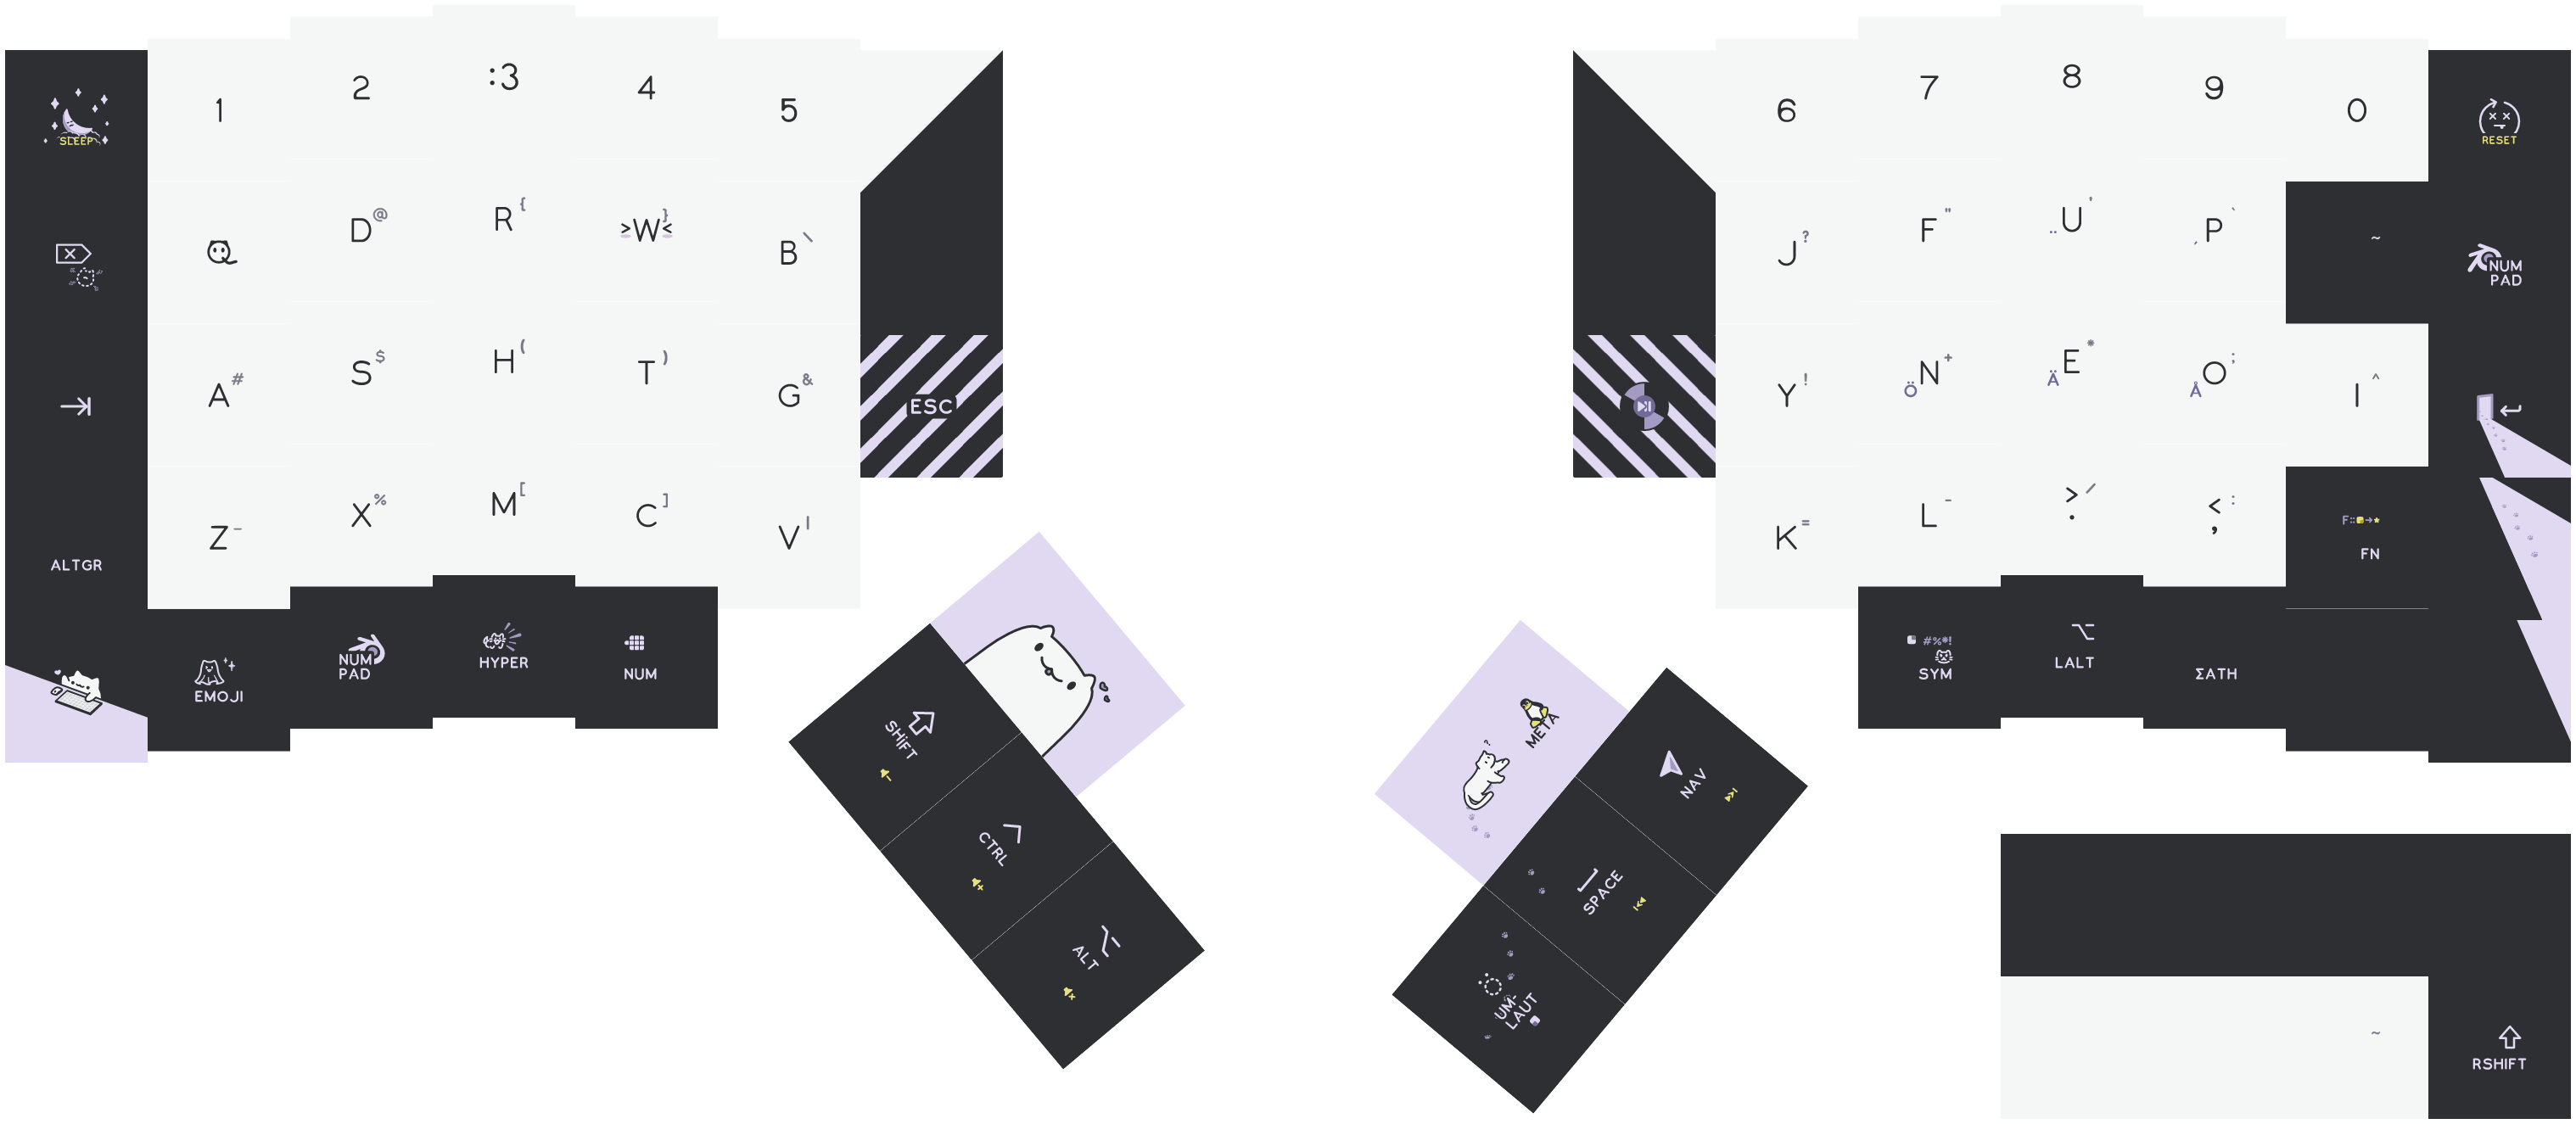 SLEEP 1 2 :3 4 5
Q D @ R { >W< } B \
A # S $ H ( T ) G & ESC
ALTGR Z - X % M [ C ] V |
EMOJI NUM PAD HYPER NUM
SHIFT
CTRL
ALT
6 7 8 9 0 RESET
J ? F " U ' ¨ P ` ´ ~ NUM PAD
Y ! N + Ö E * Ä O ; Å I ^
K = L - > . / < , : F FN
#%*! SYM LALT ΣATH
META ?
NAV
SPACE
UM-
LAUT
~
RSHIFT